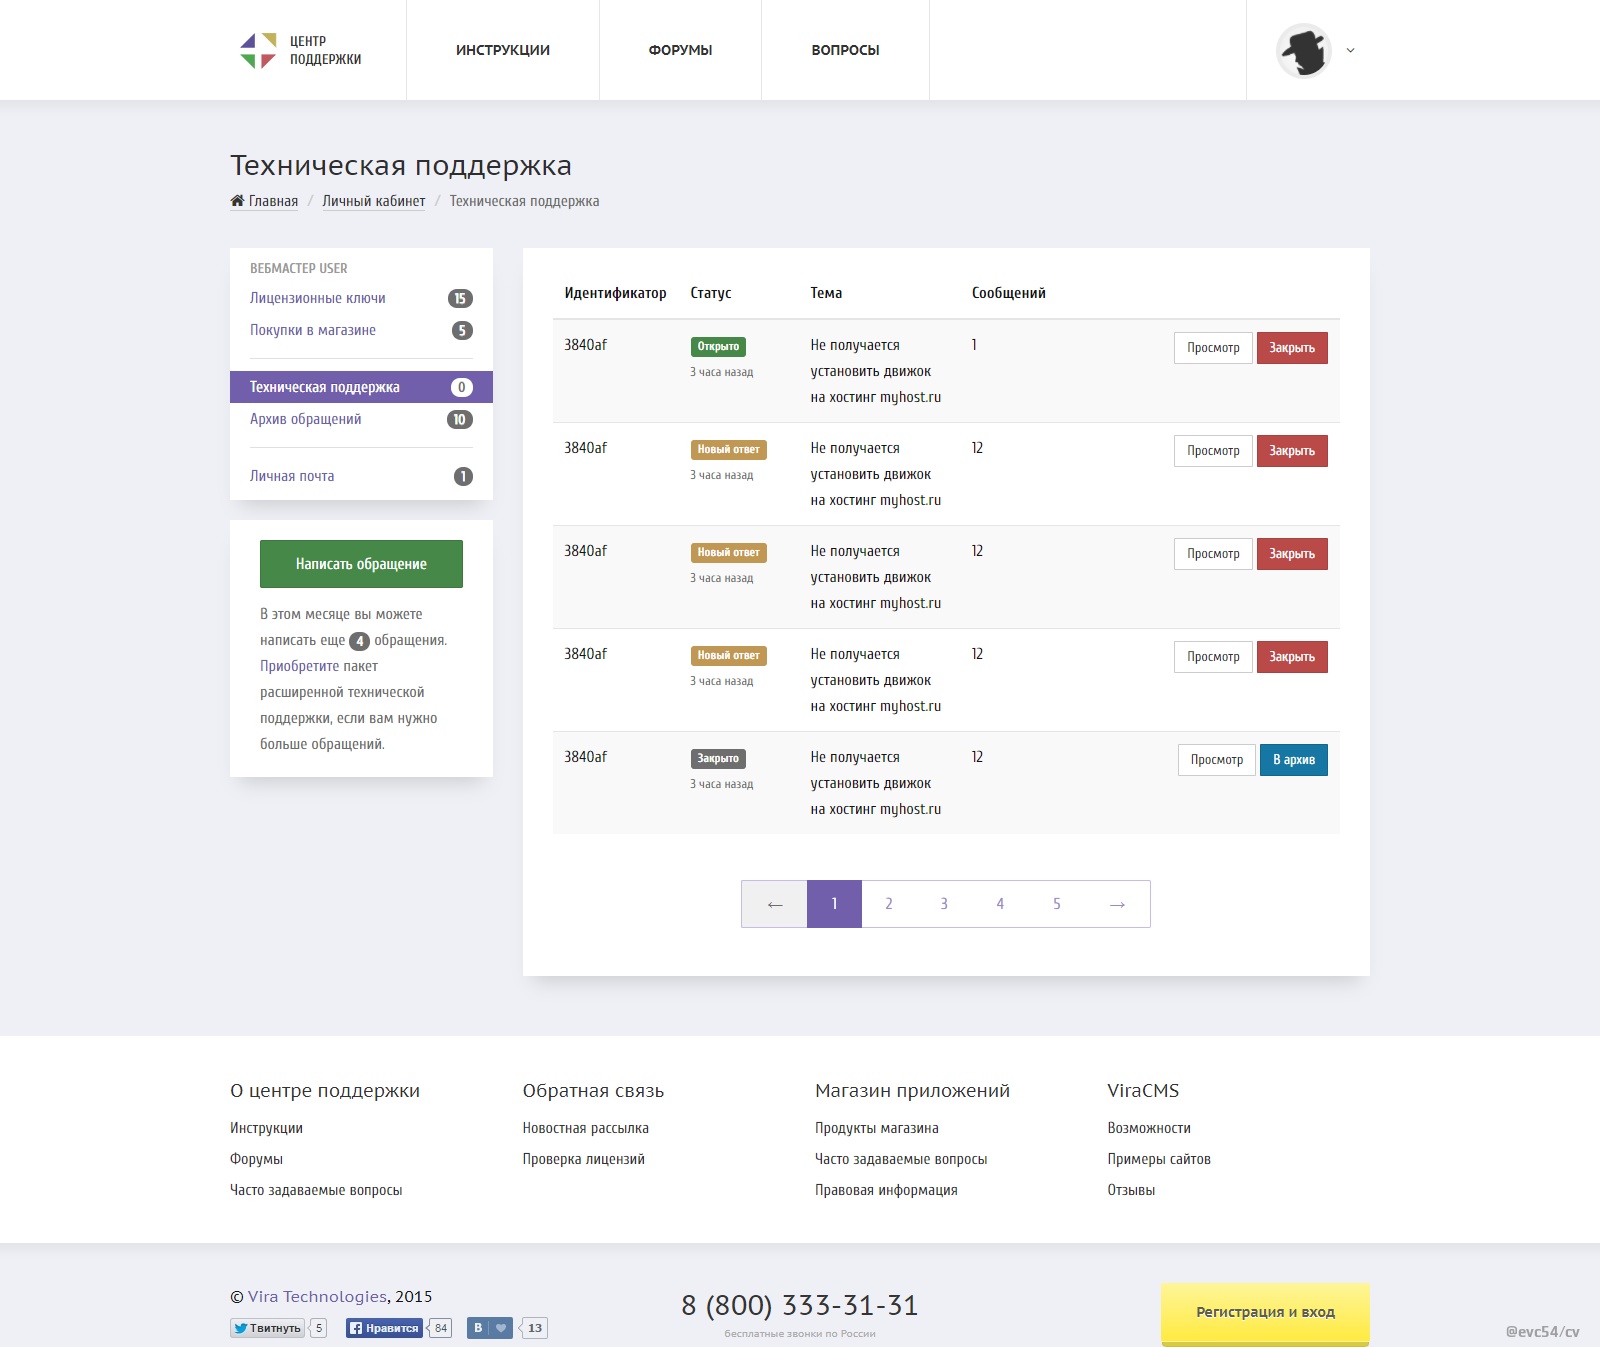 ЦЕНТР
ПОДДЕРЖКИ
ИНСТРУКЦИИ
ФОРУМЫ
ВОПРОСЫ
Техническая поддержка
Главная / Личный кабинет / Техническая поддержка
ВЕБМАСТЕР USER
Лицензионные ключи 15
Покупки в магазине 5
Техническая поддержка 0
Архив обращений 10
Личная почта 1
Написать обращение
В этом месяце вы можете
написать еще 4 обращения.
Приобретите пакет
расширенной технической
поддержки, если вам нужно
больше обращений.
Идентификатор Статус Тема Сообщений
3840af Открыто Не получается 1 Просмотр Закрыть
3 часа назад установить движок
на хостинг myhost.ru
3840af Новый ответ Не получается 12 Просмотр Закрыть
3 часа назад установить движок
на хостинг myhost.ru
3840af Новый ответ Не получается 12 Просмотр Закрыть
3 часа назад установить движок
на хостинг myhost.ru
3840af Новый ответ Не получается 12 Просмотр Закрыть
3 часа назад установить движок
на хостинг myhost.ru
3840af Закрыто Не получается 12 Просмотр В архив
3 часа назад установить движок
на хостинг myhost.ru
← 1 2 3 4 5 →
О центре поддержки
Инструкции
Форумы
Часто задаваемые вопросы
Обратная связь
Новостная рассылка
Проверка лицензий
Магазин приложений
Продукты магазина
Часто задаваемые вопросы
Правовая информация
ViraCMS
Возможности
Примеры сайтов
Отзывы
© Vira Technologies, 2015
Твитнуть 5 Нравится 84 В 13
8 (800) 333-31-31
бесплатные звонки по России
Регистрация и вход
@evc54/cv